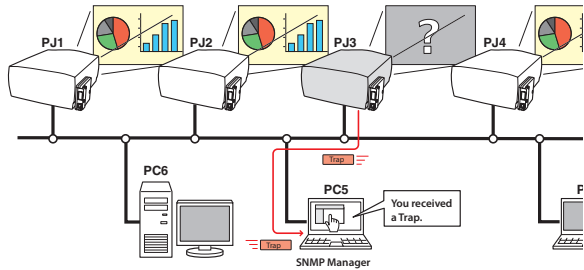 PJ1
PJ2
PJ3
?
PJ4
Trap
PC6
PC5
You received
a Trap.
P
Trap
SNMP Manager